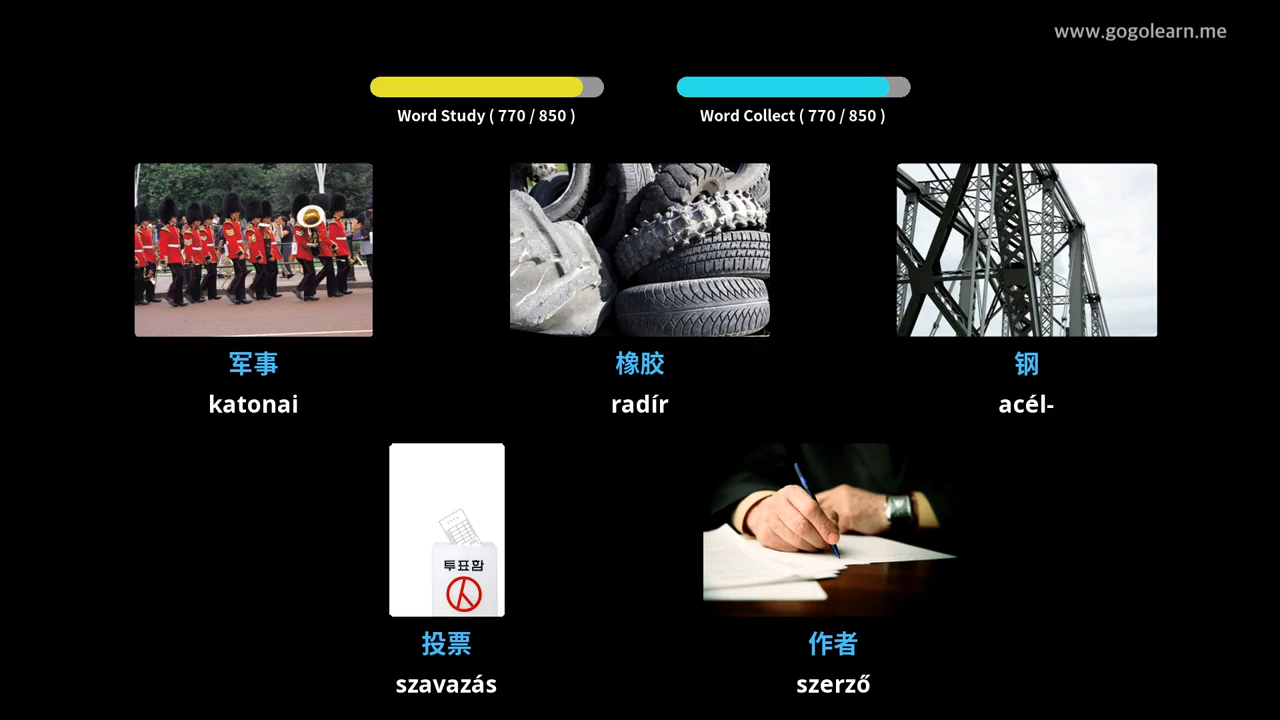 www.gogolearn.me
Word Study ( 770 / 850 )
Word Collect ( 770 / 850 )
军事
katonai
橡胶
radír
钢
acél-
투표함
投票
szavazás
作者
szerző